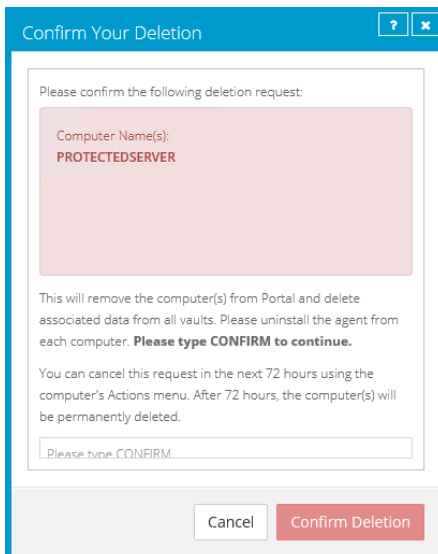 Confirm Your Deletion
? ×
Please confirm the following deletion request:
Computer Name(s):
PROTECTEDSERVER
This will remove the computer(s) from Portal and delete
associated data from all vaults. Please uninstall the agent from
each computer. Please type CONFIRM to continue.
You can cancel this request in the next 72 hours using the
computer's Actions menu. After 72 hours, the computer(s) will
be permanently deleted.
Please type CONFIRM
Cancel Confirm Deletion